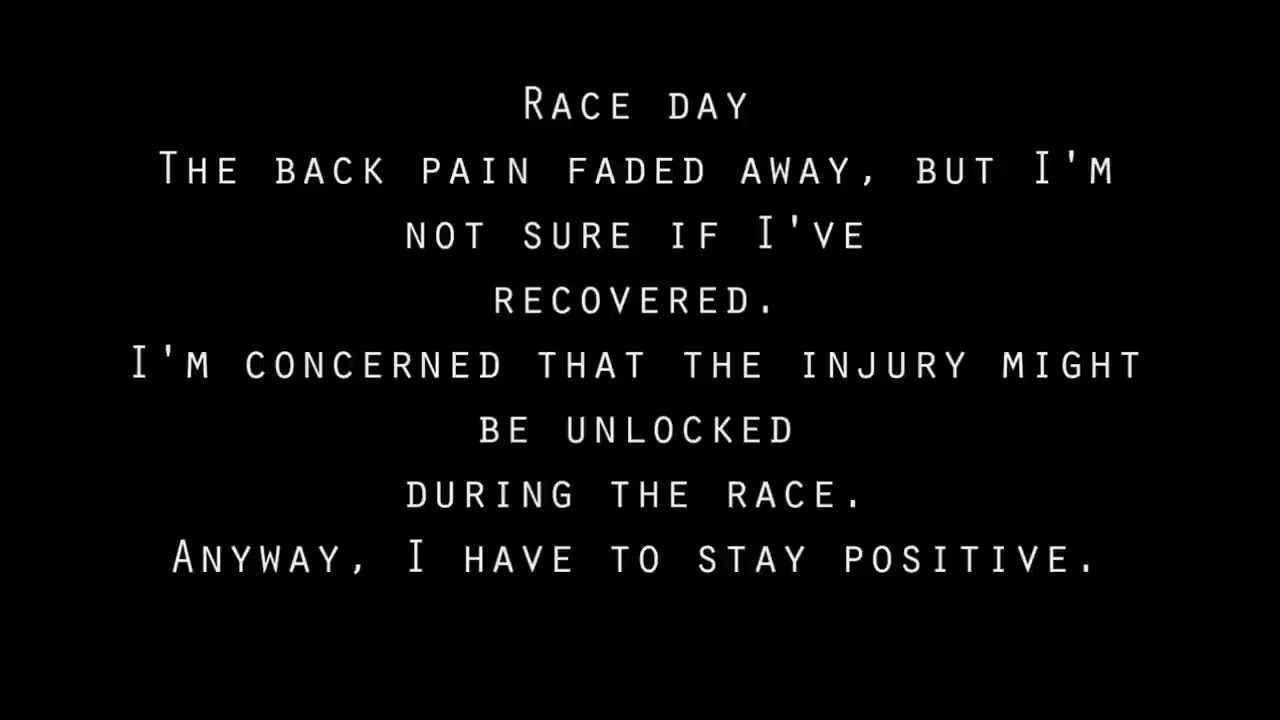 Race day
The back pain faded away, but I'm
not sure if I've
recovered.
I'm concerned that the injury might
be unlocked
during the race.
Anyway, I have to stay positive.